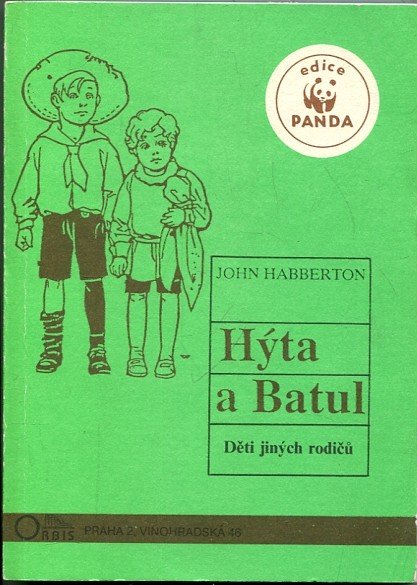 edice
PANDA
JOHN HABBERTON
Hýta
a Batul
Děti jiných rodičů
ORBIS PRAHA 2, VINOHRADSKÁ 46